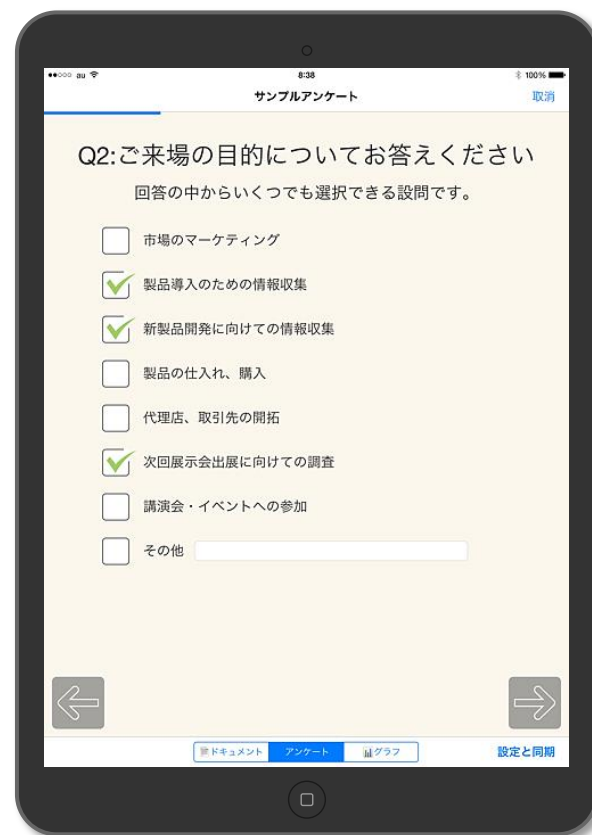 au 8:38 100%
サンプルアンケート 取消
Q2:ご来場の目的についてお答えください
回答の中からいくつでも選択できる設問です。
市場のマーケティング
製品導入のための情報収集
新製品開発に向けての情報収集
製品の仕入れ、購入
代理店、取引先の開拓
次回展示会出展に向けての調査
講演会・イベントへの参加
その他
ドキュメント アンケート グラフ 設定と同期